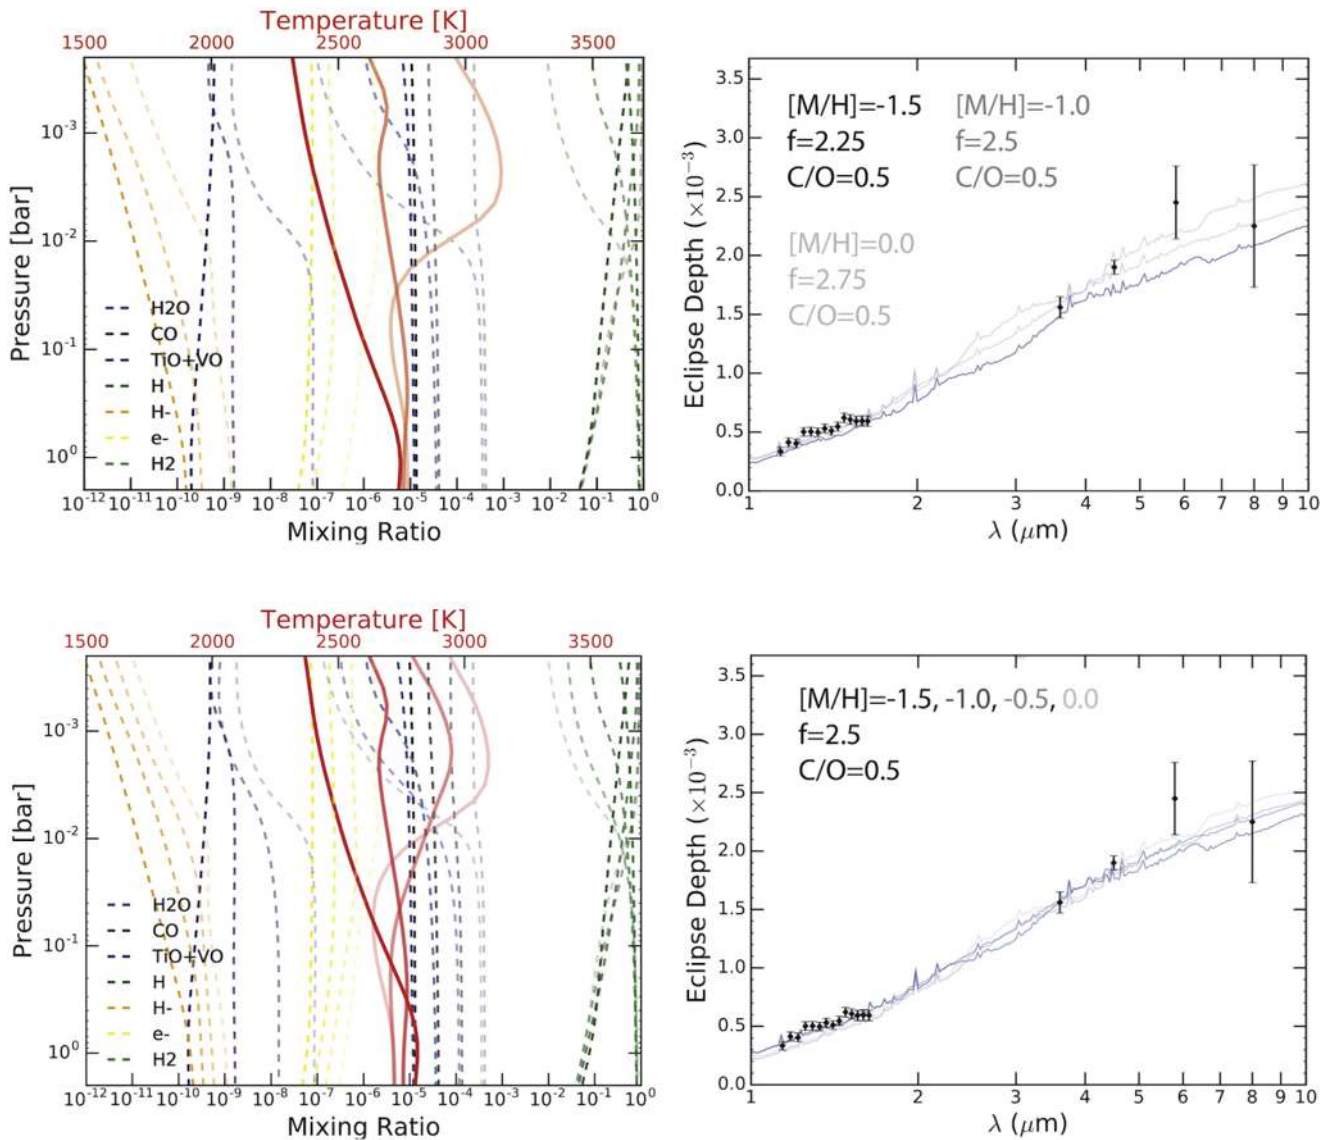 Temperature [K]
1500 2000 2500 3000 3500
Pressure [bar]
10-3
10-2
10-1
100
H2O
CO
TiO+VO
H
H-
e-
H2
10-12 10-11 10-10 10-9 10-8 10-7 10-6 10-5 10-4 10-3 10-2 10-1 100
Mixing Ratio
Eclipse Depth (×10−3)
3.5
3.0
2.5
2.0
1.5
1.0
0.5
0.0
[M/H]=-1.5 [M/H]=-1.0
f=2.25 f=2.5
C/O=0.5 C/O=0.5
[M/H]=0.0
f=2.75
C/O=0.5
1 2 3 4 5 6 7 8 9 10
λ (μm)
Temperature [K]
1500 2000 2500 3000 3500
Pressure [bar]
10-3
10-2
10-1
100
H2O
CO
TiO+VO
H
H-
e-
H2
10-12 10-11 10-10 10-9 10-8 10-7 10-6 10-5 10-4 10-3 10-2 10-1 100
Mixing Ratio
Eclipse Depth (×10−3)
3.5
3.0
2.5
2.0
1.5
1.0
0.5
0.0
[M/H]=-1.5, -1.0, -0.5, 0.0
f=2.5
C/O=0.5
1 2 3 4 5 6 7 8 9 10
λ (μm)